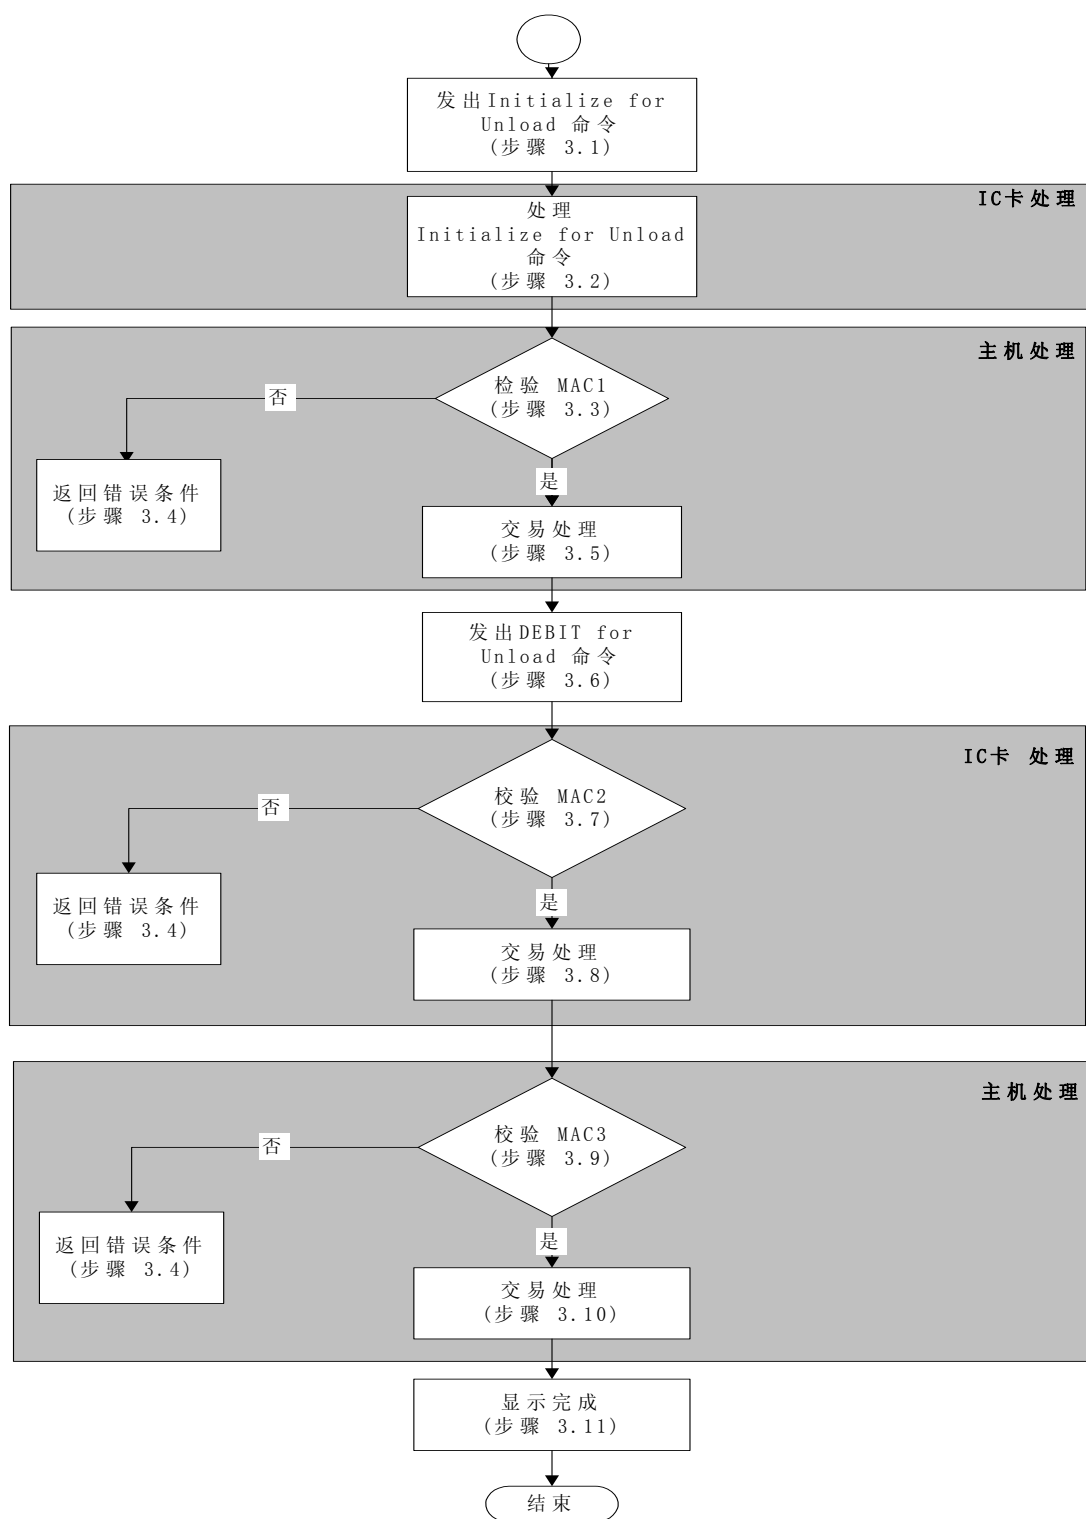 发出Initialize for
Unload 命令
(步骤 3.1)
IC卡处理
处理
Initialize for Unload
命令
(步骤 3.2)
主机处理
检验 MAC1
(步骤 3.3)
否
返回错误条件
(步骤 3.4)
是
交易处理
(步骤 3.5)
发出DEBIT for
Unload 命令
(步骤 3.6)
IC卡 处理
校验 MAC2
(步骤 3.7)
否
返回错误条件
(步骤 3.4)
是
交易处理
(步骤 3.8)
主机处理
校验 MAC3
(步骤 3.9)
否
返回错误条件
(步骤 3.4)
是
交易处理
(步骤 3.10)
显示完成
(步骤 3.11)
结束